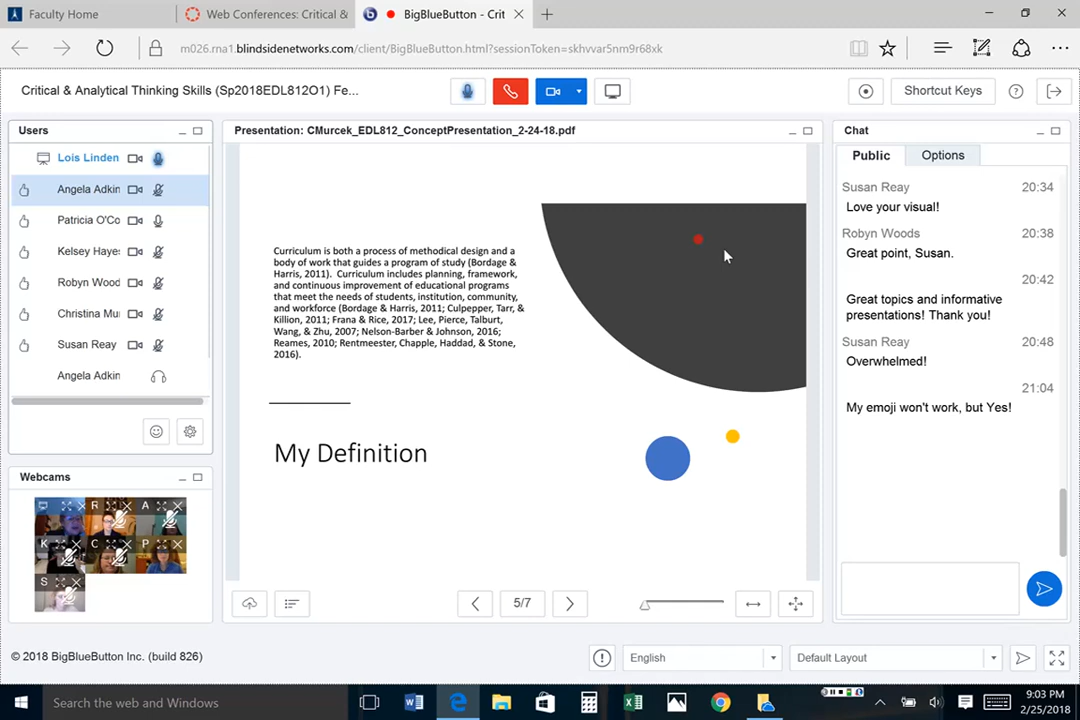 Faculty Home
Web Conferences: Critical &
BigBlueButton - Crit
m026.rna1.blindsidenetworks.com/client/BigBlueButton.html?sessionToken=skhvvar5nm9r68xk
Critical & Analytical Thinking Skills (Sp2018EDL812O1) Fe...
Shortcut Keys
Users
Lois Linden
Angela Adkin
Patricia O'Co
Kelsey Haye
Robyn Wood
Christina Mu
Susan Reay
Angela Adkin
Webcams
R
A
K
C
P
S
Presentation: CMurcek_EDL812_ConceptPresentation_2-24-18.pdf
Curriculum is both a process of methodical design and a
body of work that guides a program of study (Bordage &
Harris, 2011). Curriculum includes planning, framework,
and continuous improvement of educational programs
that meet the needs of students, institution, community,
and workforce (Bordage & Harris, 2011; Culpepper, Tarr, &
Killion, 2011; Frana & Rice, 2017; Lee, Pierce, Talburt,
Wang, & Zhu, 2007; Nelson-Barber & Johnson, 2016;
Reames, 2010; Rentmeester, Chapple, Haddad, & Stone,
2016).
My Definition
5/7
Chat
Public
Options
Susan Reay 20:34
Love your visual!
Robyn Woods 20:38
Great point, Susan.
20:42
Great topics and informative
presentations! Thank you!
Susan Reay 20:48
Overwhelmed!
21:04
My emoji won't work, but Yes!
© 2018 BigBlueButton Inc. (build 826)
English
Default Layout
Search the web and Windows
9:03 PM
2/25/2018